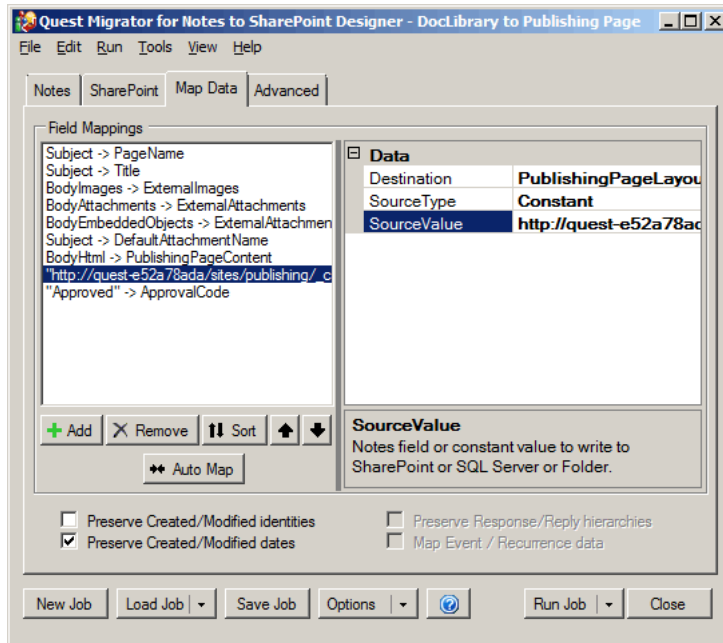 Quest Migrator for Notes to SharePoint Designer - DocLibrary to Publishing Page
File Edit Run Tools View Help
Notes SharePoint Map Data Advanced
Field Mappings
Subject -> PageName
Subject -> Title
BodyImages -> ExternalImages
BodyAttachments -> ExternalAttachments
BodyEmbeddedObjects -> ExternalAttachmen
Subject -> DefaultAttachmentName
BodyHtml -> PublishingPageContent
"http://quest-e52a78ada/sites/publishing/_c
"Approved" -> ApprovalCode
Data
Destination PublishingPageLayou
SourceType Constant
SourceValue http://quest-e52a78ad
Add Remove Sort
Auto Map
SourceValue
Notes field or constant value to write to
SharePoint or SQL Server or Folder.
Preserve Created/Modified identities Preserve Response/Reply hierarchies
Preserve Created/Modified dates Map Event / Recurrence data
New Job Load Job Save Job Options Run Job Close